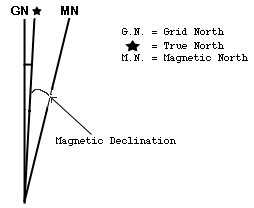 GN ★ MN
G.N. = Grid North
★ = True North
M.N. = Magnetic North
Magnetic Declination